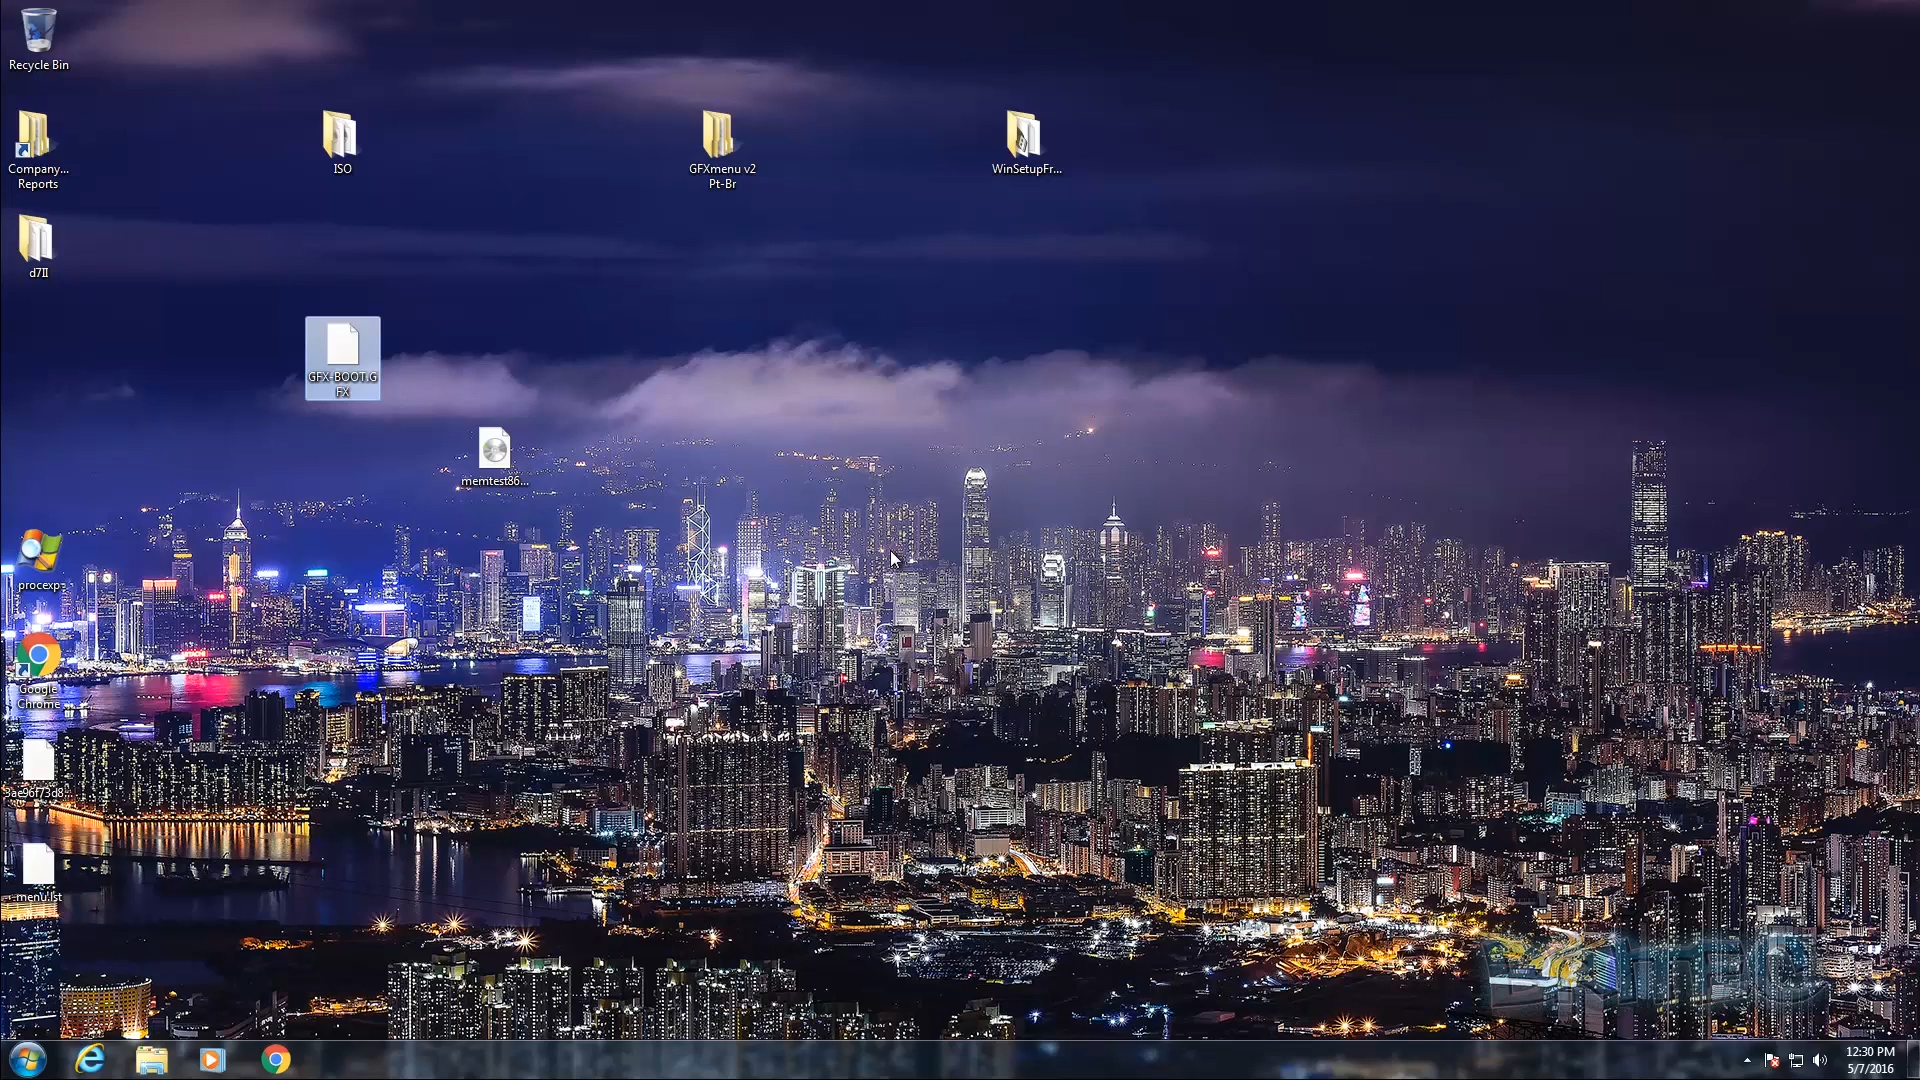 Recycle Bin
Company...
Reports
ISO
GFXmenu v2
Pt-Br
WinSetupFr...
d7II
GFX-BOOT.G
FX
memtest86...
procexp
Google
Chrome
3ae96f73d8...
menu.lst
12:30 PM
5/7/2016